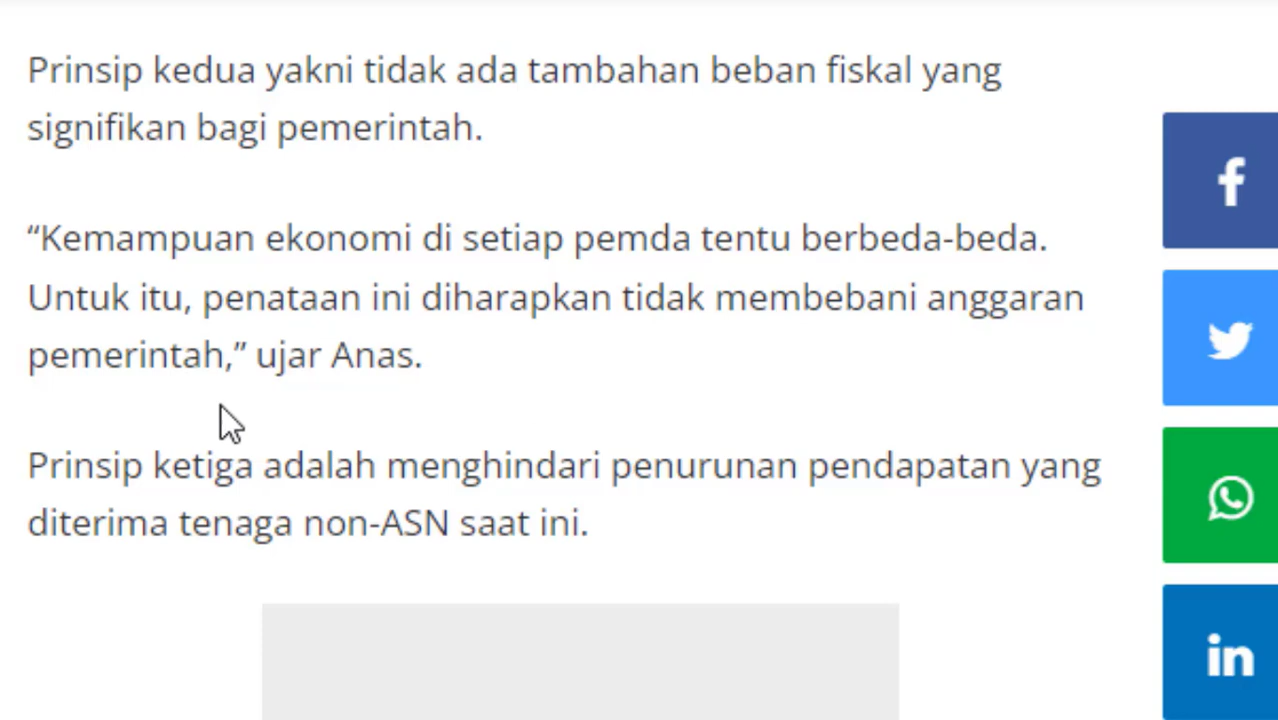 Prinsip kedua yakni tidak ada tambahan beban fiskal yang
signifikan bagi pemerintah.
“Kemampuan ekonomi di setiap pemda tentu berbeda-beda.
Untuk itu, penataan ini diharapkan tidak membebani anggaran
pemerintah,” ujar Anas.
Prinsip ketiga adalah menghindari penurunan pendapatan yang
diterima tenaga non-ASN saat ini.
f
in